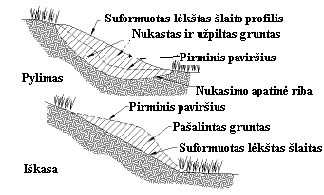 Suformuotas lėkštas šlaito profilis
Nukastas ir užpiltas gruntas
Pirminis paviršius
Pylimas
Nukasimo apatinė riba
Pirminis paviršius
Pašalintas gruntas
Suformuotas lėkštas šlaitas
Iškasa